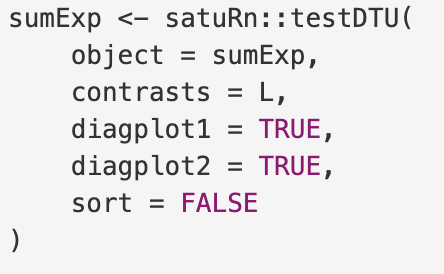 sumExp <- satuRn::testDTU(
    object = sumExp,
    contrasts = L,
    diagplot1 = TRUE,
    diagplot2 = TRUE,
    sort = FALSE
)